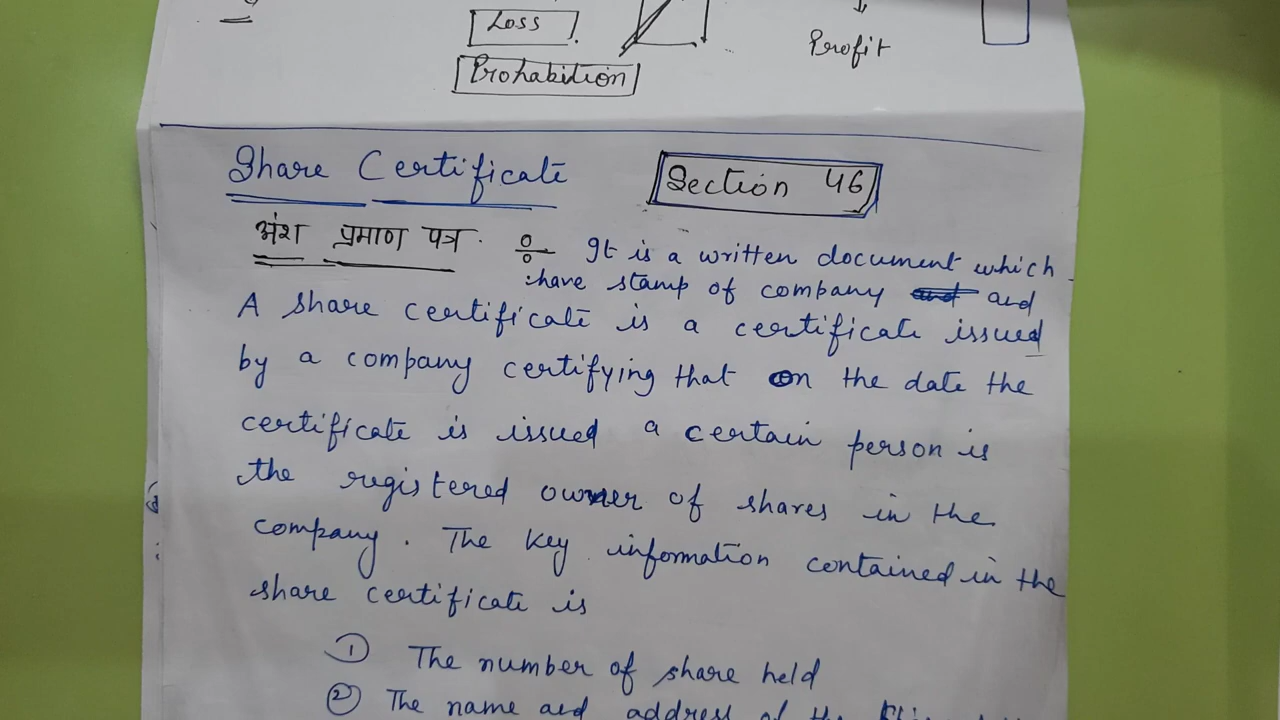 Loss
Profit
Prohabition
Share Certificate
Section 46
अंश प्रमाण पत्र
It is a written document which
have stamp of company and
A share certificate is a certificate issued
by a company certifying that on the date the
certificate is issued a certain person is
the registered owner of shares in the
company. The key information contained in the
share certificate is
① The number of share held
② The name and address of the